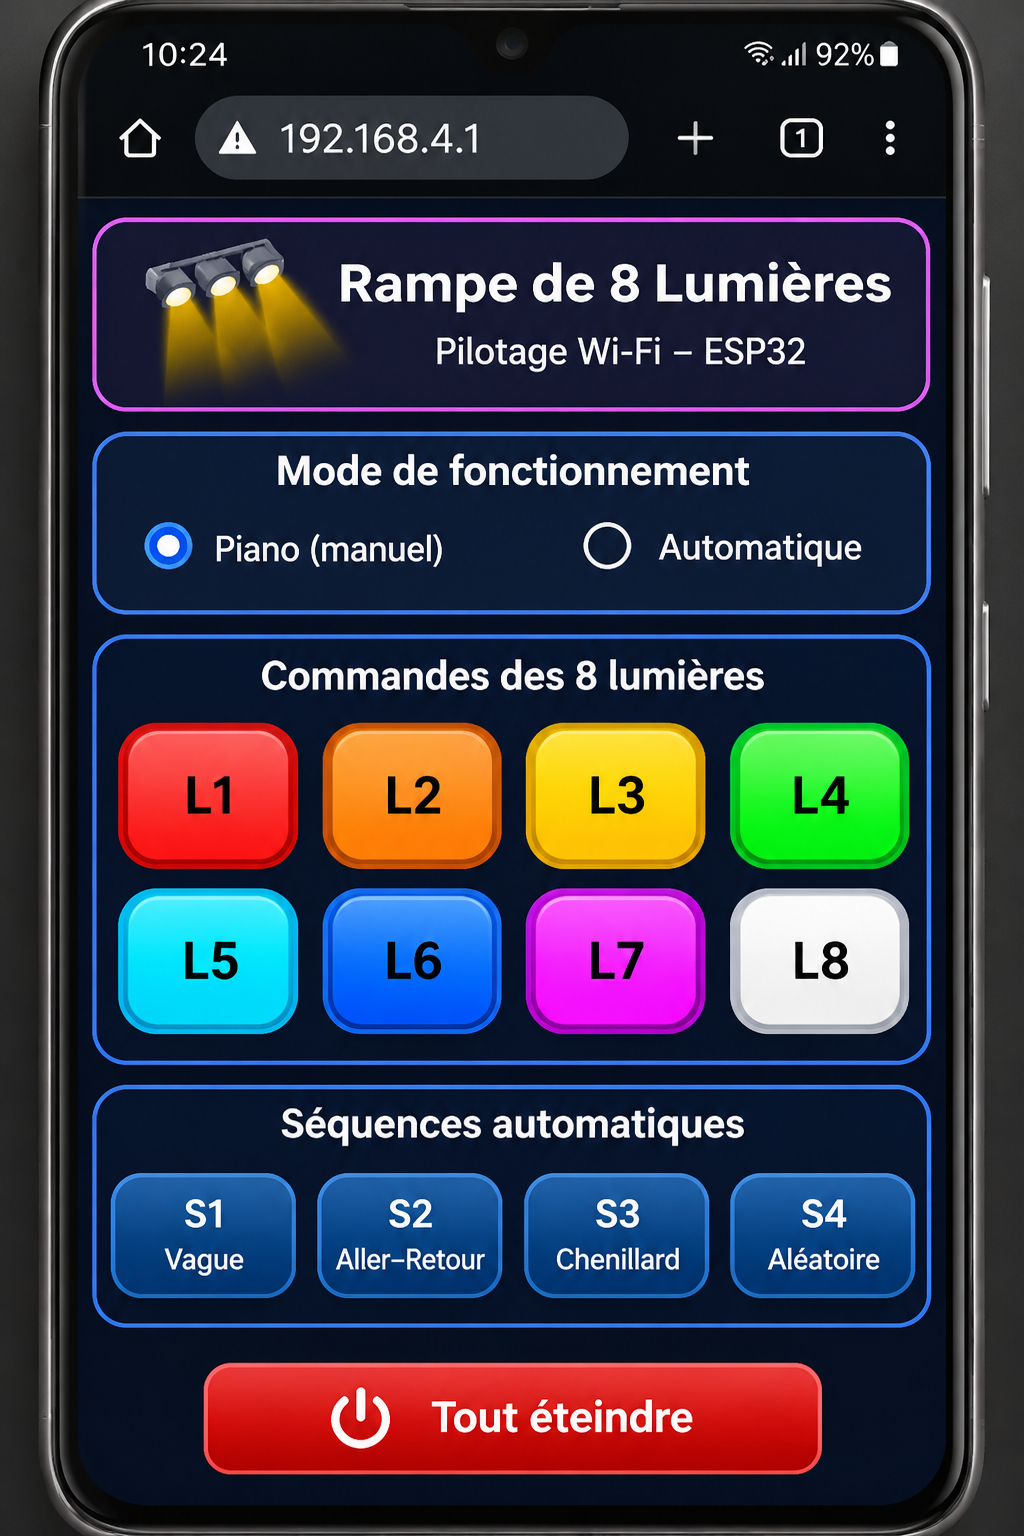 10:24
92%
192.168.4.1
1
Rampe de 8 Lumières
Pilotage Wi-Fi – ESP32
Mode de fonctionnement
Piano (manuel)
Automatique
Commandes des 8 lumières
L1
L2
L3
L4
L5
L6
L7
L8
Séquences automatiques
S1
Vague
S2
Aller–Retour
S3
Chenillard
S4
Aléatoire
Tout éteindre